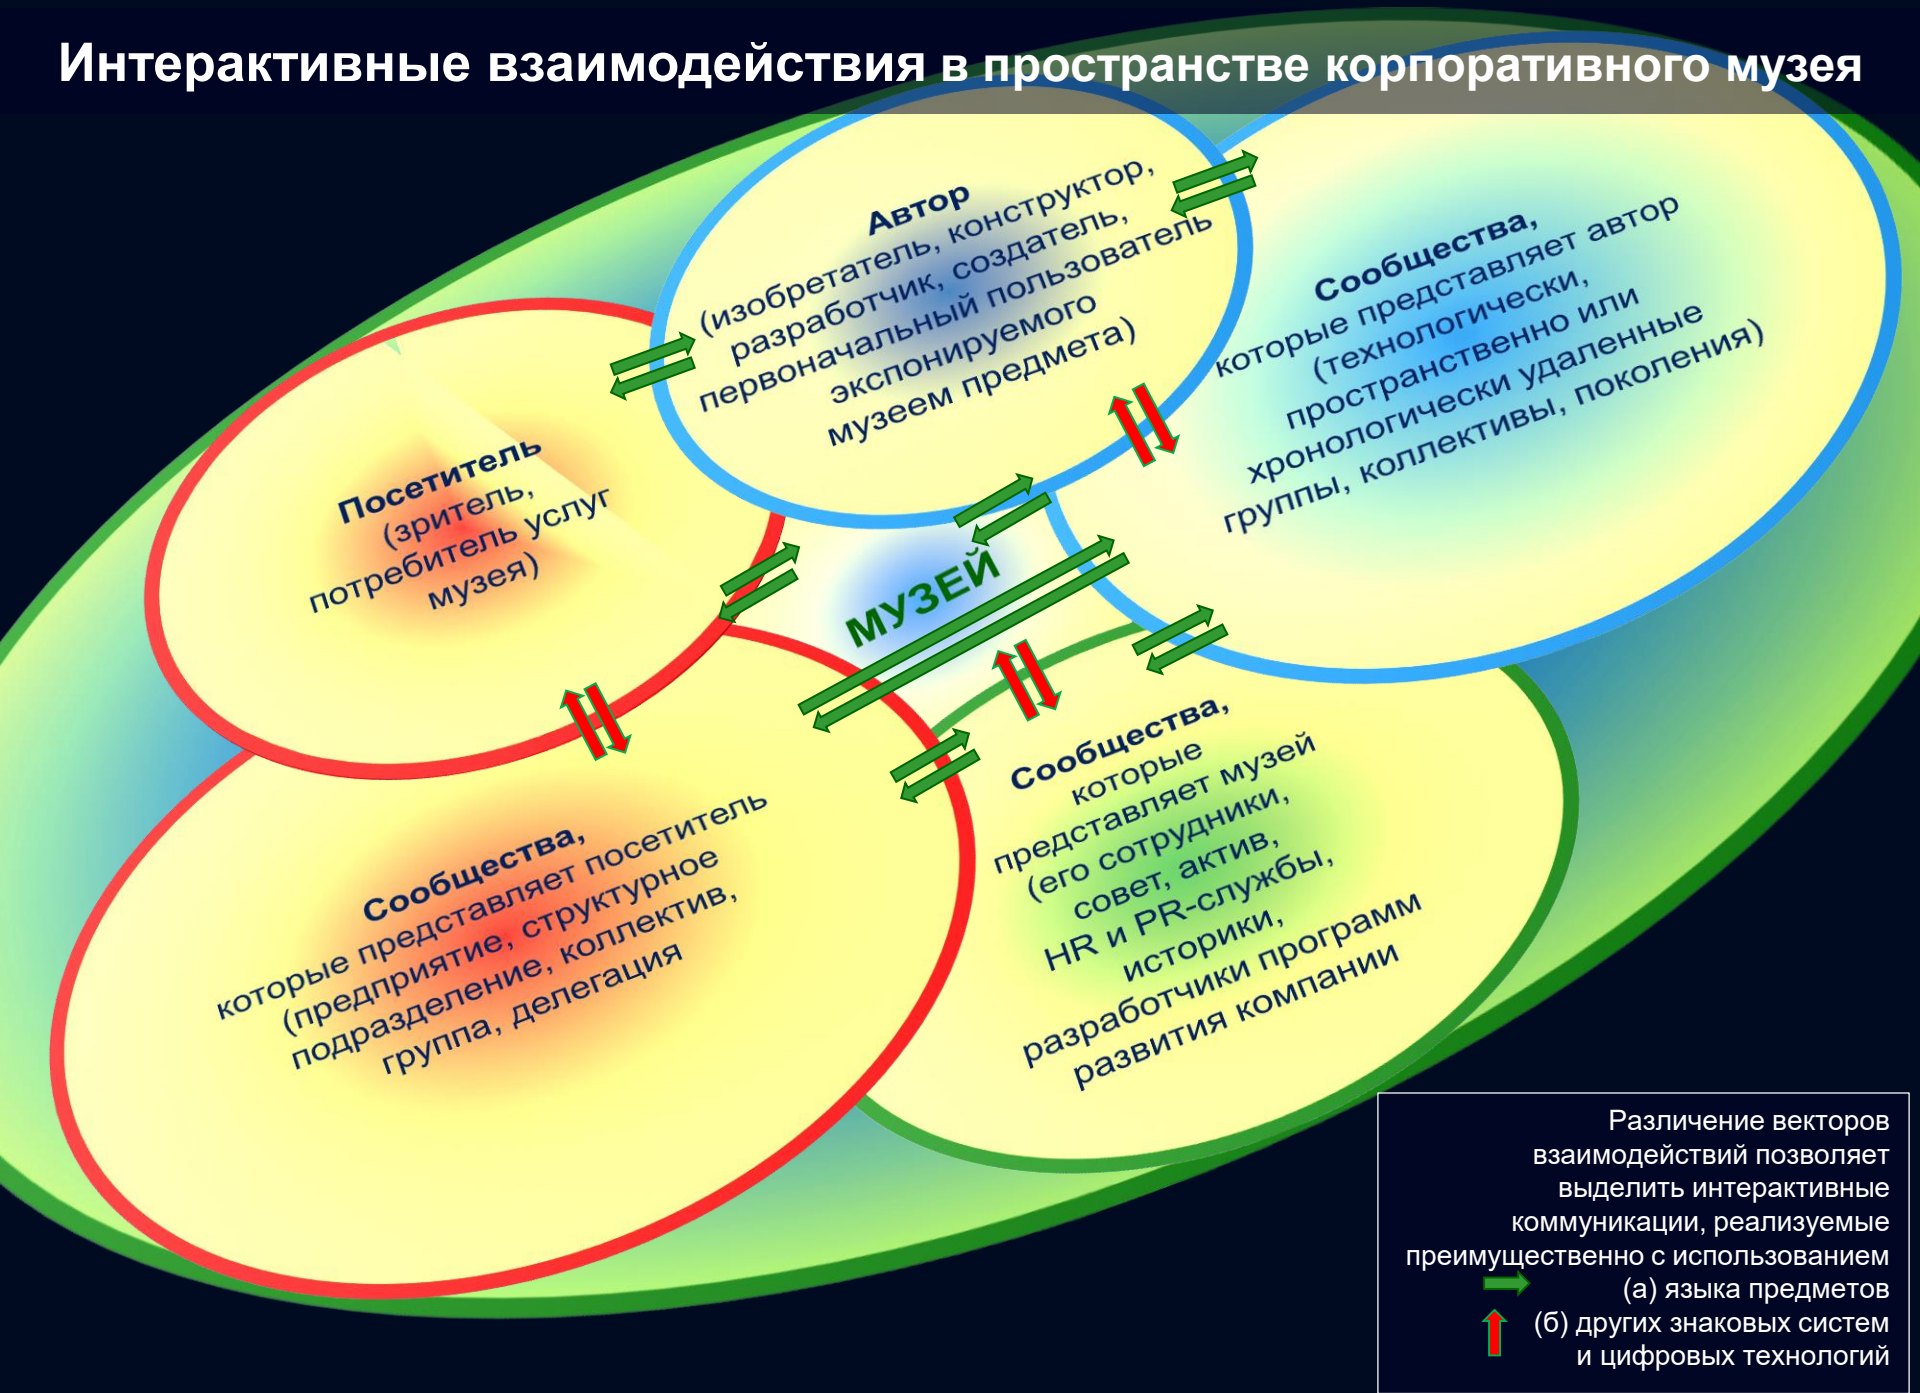 Интерактивные взаимодействия в пространстве корпоративного музея
Автор
(изобретатель, конструктор,
разработчик, создатель,
первоначальный пользователь
экспонируемого
музеем предмета)
Сообщества,
которые представляет автор
(технологически,
пространственно или
хронологически удаленные
группы, коллективы, поколения)
Посетитель
(зритель,
потребитель услуг
музея)
МУЗЕЙ
Сообщества,
которые
представляет музей
(его сотрудники,
совет, актив,
HR и PR-службы,
историки,
разработчики программ
развития компании
Сообщества,
которые представляет посетитель
(предприятие, структурное
подразделение, коллектив,
группа, делегация
Различение векторов
взаимодействий позволяет
выделить интерактивные
коммуникации, реализуемые
преимущественно с использованием
(а) языка предметов
(б) других знаковых систем
и цифровых технологий